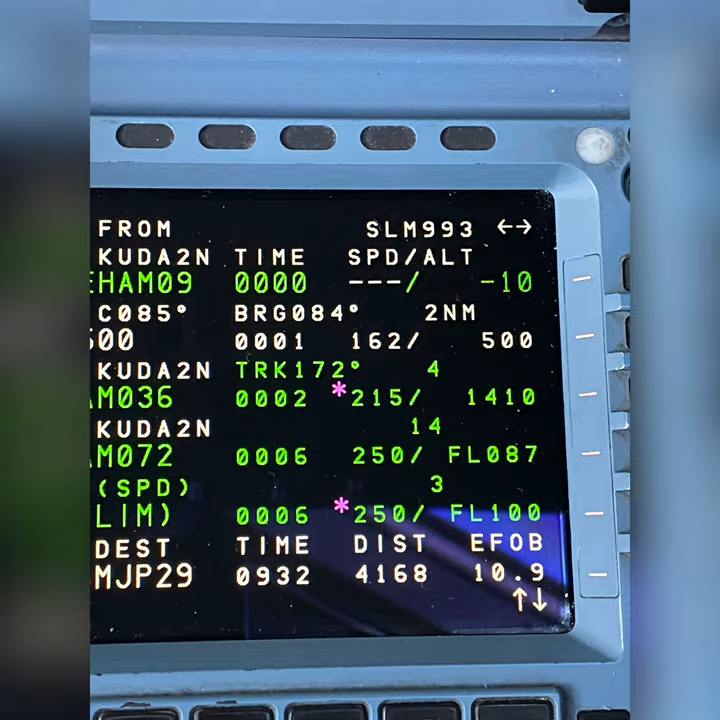 FROM SLM993 ←→
KUDA2N TIME SPD/ALT
EHAM09 0000 ---/ -10
C085° BRG084° 2NM
500 0001 162/ 500
KUDA2N TRK172° 4
AM036 0002 *215/ 1410
KUDA2N 14
AM072 0006 250/ FL087
(SPD) 3
LIM) 0006 *250/ FL100
DEST TIME DIST EFOB
MJP29 0932 4168 10.9
↑↓